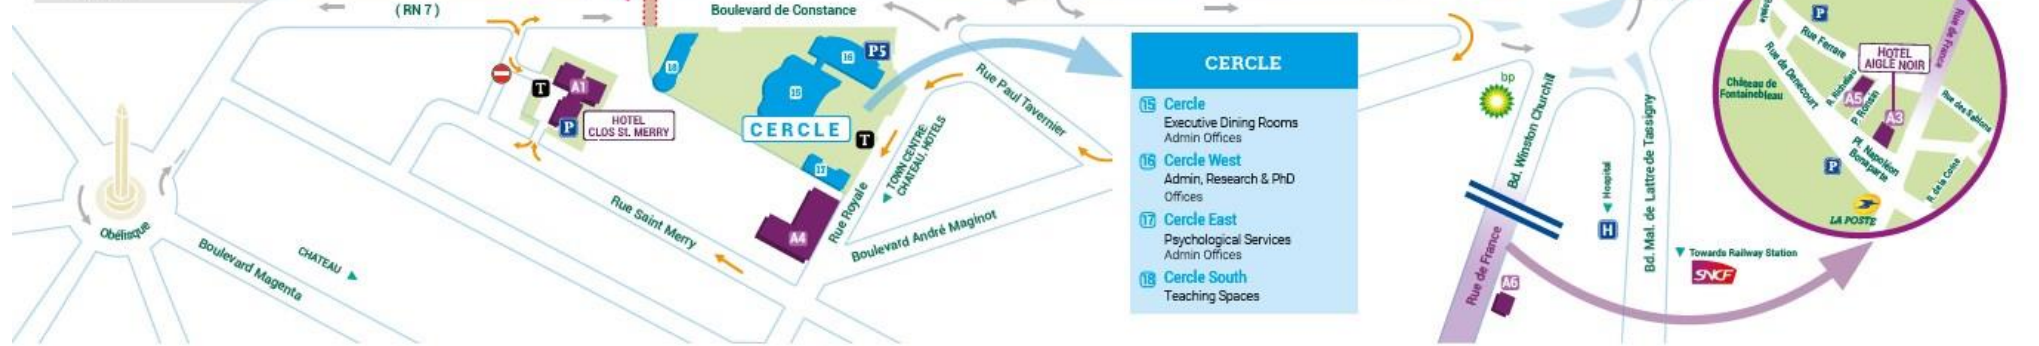 ( RN 7 )
Boulevard de Constance
18
16
P5
15
CERCLE
T
17
A4
T
A1
P
HOTEL
CLOS St. MERRY
Rue Paul Tavernier
TOWN CENTRE,
CHATEAU, HOTELS
Rue Royale
Boulevard André Maginot
Rue Saint Merry
Obélisque
Boulevard Magenta
CHATEAU
CERCLE
15 Cercle
Executive Dining Rooms
Admin Offices
16 Cercle West
Admin, Research & PhD
Offices
17 Cercle East
Psychological Services
Admin Offices
18 Cercle South
Teaching Spaces
bp
Bd. Winston Churchill
Rue de France
A6
Hospital
H
Bd. Mal. de Lattre de Tassigny
Towards Railway Station
SNCF
P
Rue Ferrare
Rue de France
HOTEL
AIGLE NOIR
Rue de Denecourt
Château de
Fontainebleau
R. Richelieu
A5
A3
Rue des Sablons
Pl. Napoléon
Bonaparte
P
R. de la Cloche
LA POSTE